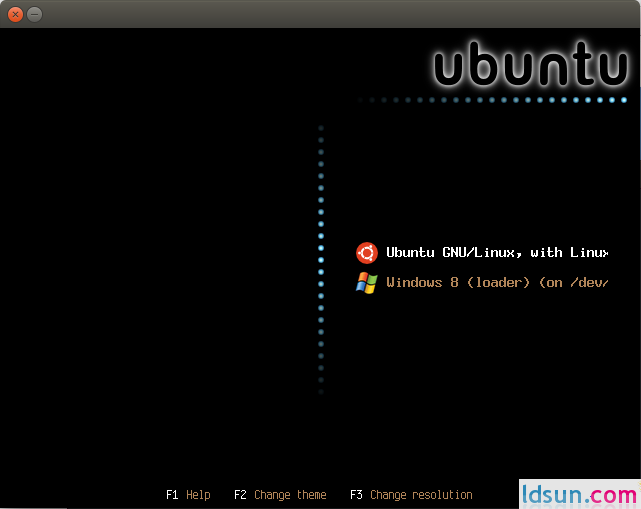 ubuntu
Ubuntu GNU/Linux, with Linux
Windows 8 (loader) (on /dev/
F1 Help F2 Change theme F3 Change resolution
ldsun.com